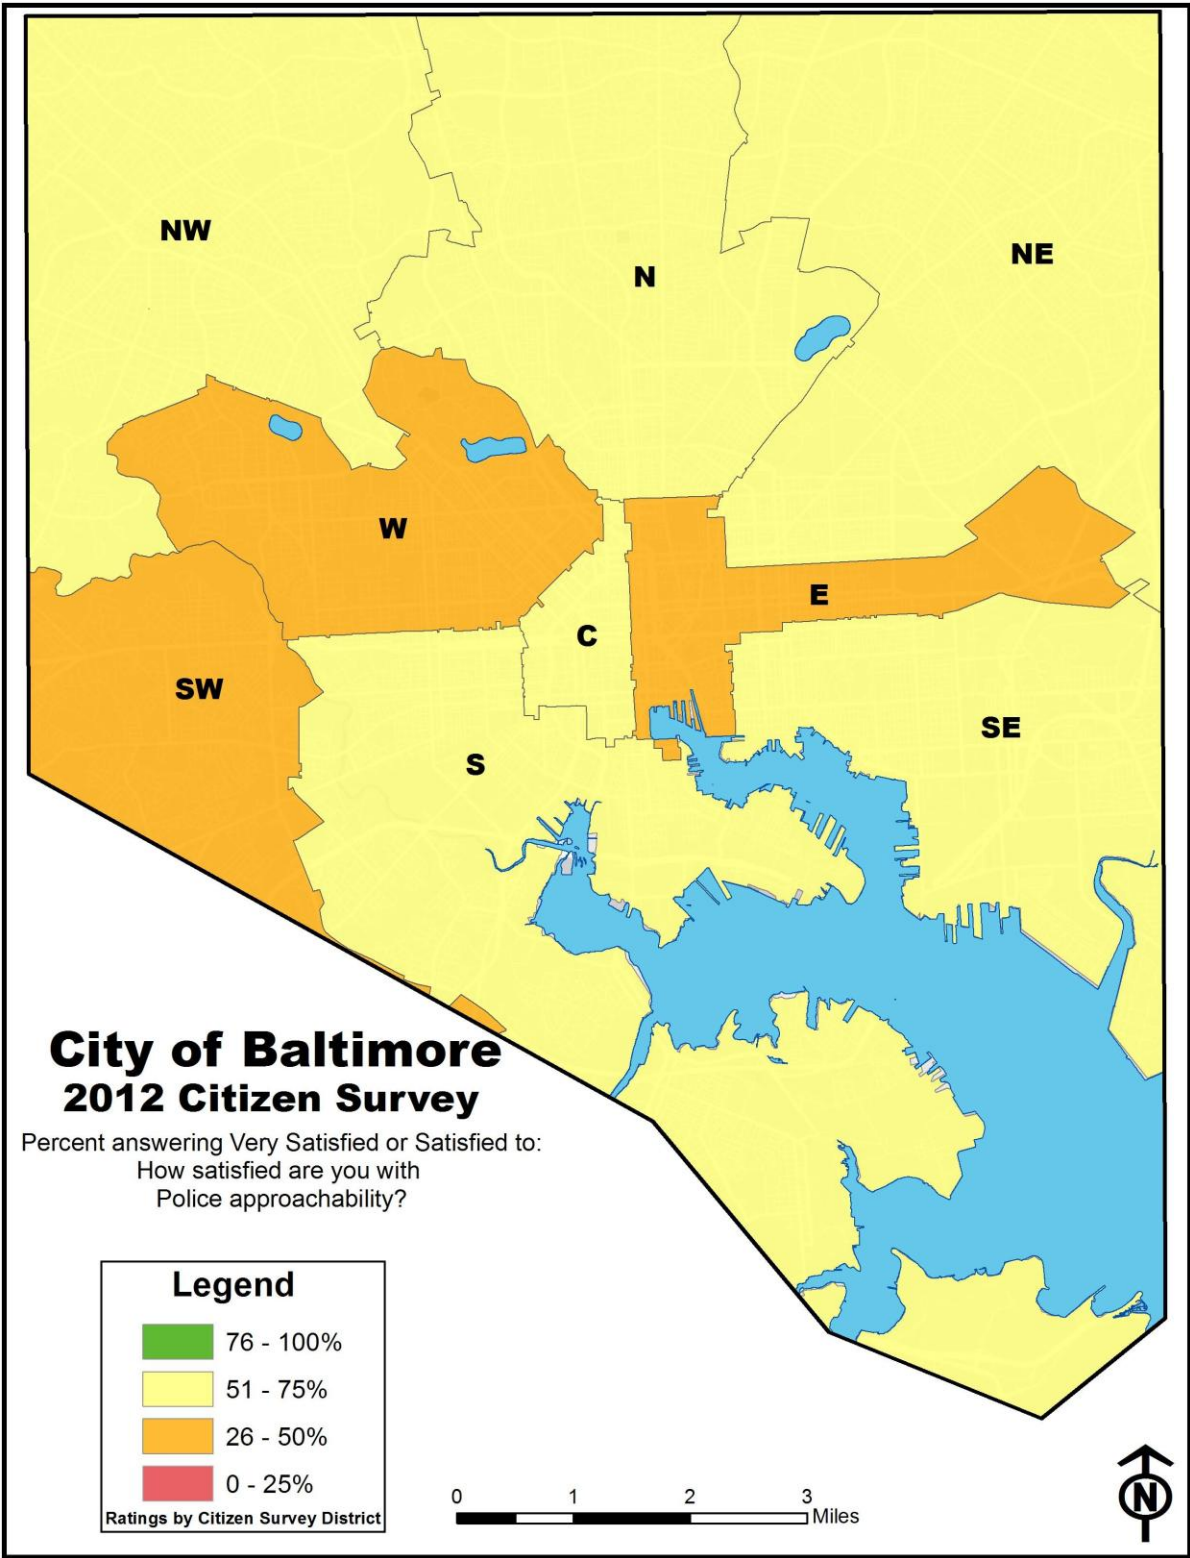 NW
N
NE
W
E
C
SW
SE
S
City of Baltimore
2012 Citizen Survey
Percent answering Very Satisfied or Satisfied to:
How satisfied are you with
Police approachability?
Legend
76 - 100%
51 - 75%
26 - 50%
0 - 25%
Ratings by Citizen Survey District
0 1 2 3
Miles
N